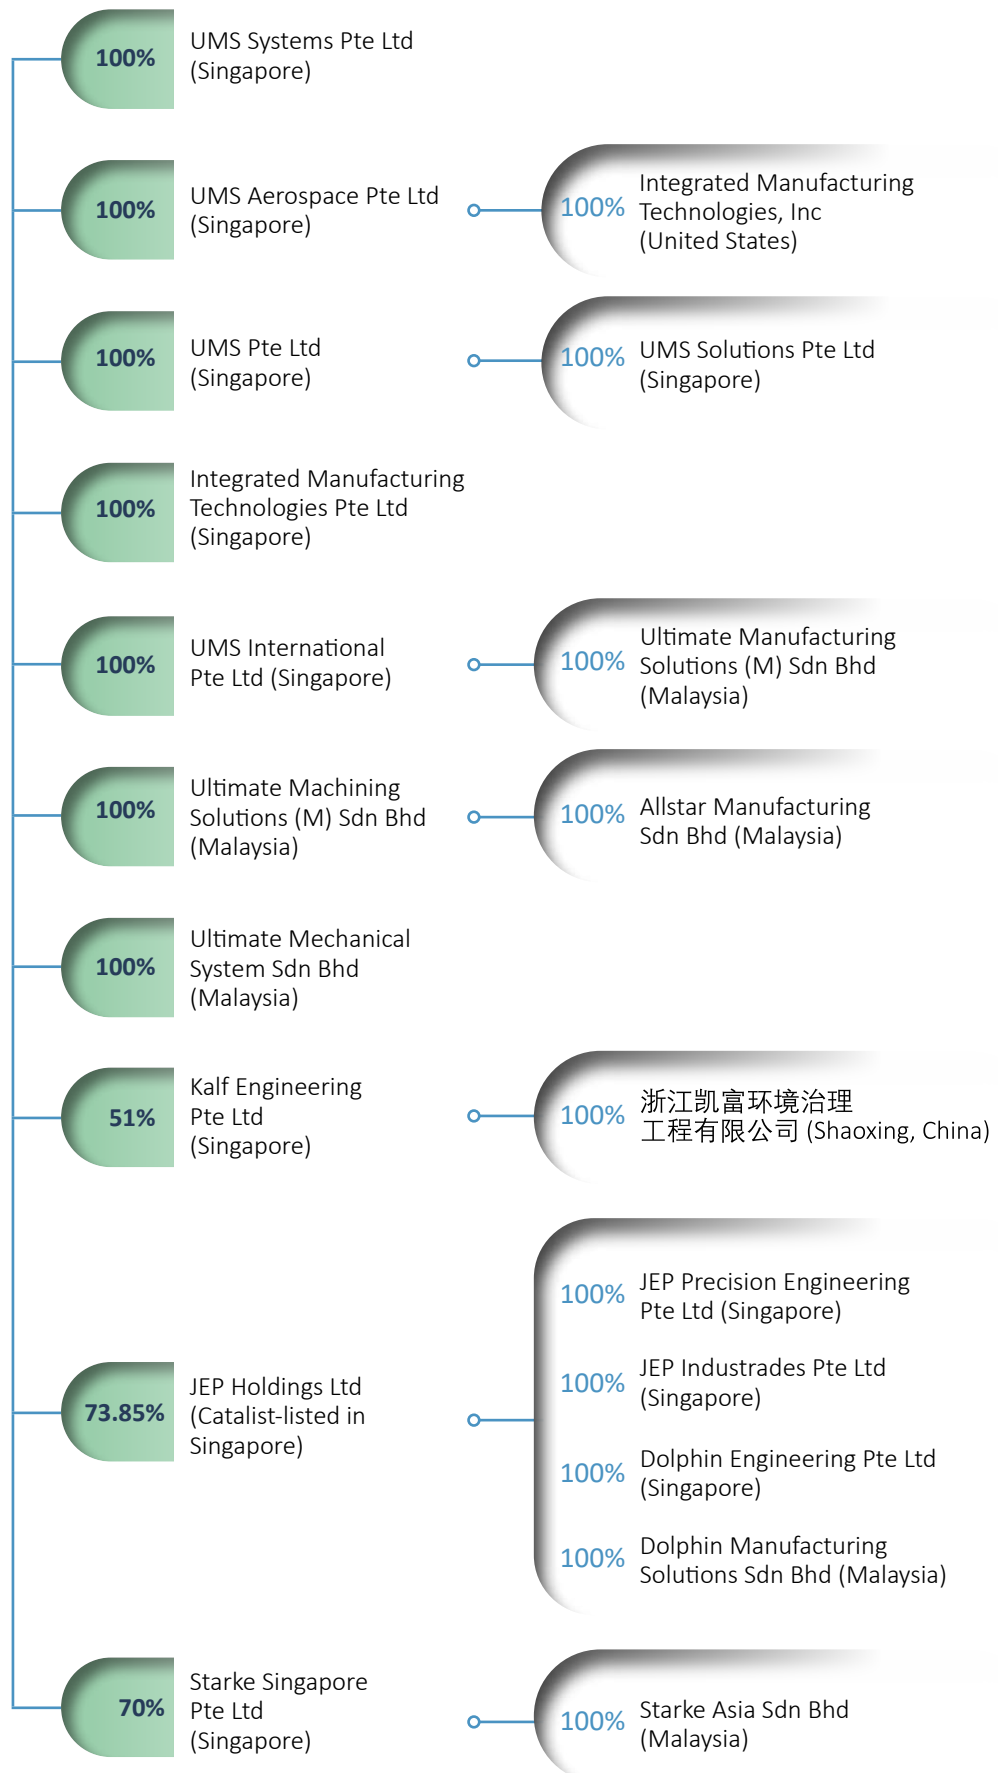 100%
UMS Systems Pte Ltd
(Singapore)
100%
UMS Aerospace Pte Ltd
(Singapore)
100%
Integrated Manufacturing
Technologies, Inc
(United States)
100%
UMS Pte Ltd
(Singapore)
100%
UMS Solutions Pte Ltd
(Singapore)
100%
Integrated Manufacturing
Technologies Pte Ltd
(Singapore)
100%
UMS International
Pte Ltd (Singapore)
100%
Ultimate Manufacturing
Solutions (M) Sdn Bhd
(Malaysia)
100%
Ultimate Machining
Solutions (M) Sdn Bhd
(Malaysia)
100%
Allstar Manufacturing
Sdn Bhd (Malaysia)
100%
Ultimate Mechanical
System Sdn Bhd
(Malaysia)
51%
Kalf Engineering
Pte Ltd
(Singapore)
100%
浙江凯富环境治理
工程有限公司 (Shaoxing, China)
73.85%
JEP Holdings Ltd
(Catalist-listed in
Singapore)
100%
JEP Precision Engineering
Pte Ltd (Singapore)
100%
JEP Industrades Pte Ltd
(Singapore)
100%
Dolphin Engineering Pte Ltd
(Singapore)
100%
Dolphin Manufacturing
Solutions Sdn Bhd (Malaysia)
70%
Starke Singapore
Pte Ltd
(Singapore)
100%
Starke Asia Sdn Bhd
(Malaysia)